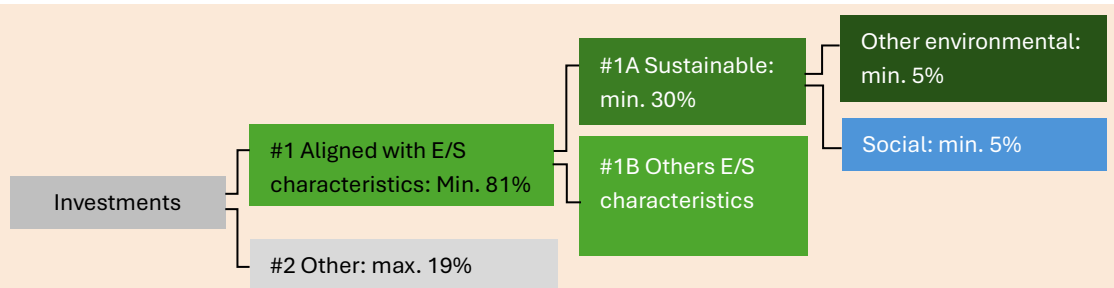 Investments
#1 Aligned with E/S
characteristics: Min. 81%
#2 Other: max. 19%
#1A Sustainable:
min. 30%
#1B Others E/S
characteristics
Other environmental:
min. 5%
Social: min. 5%